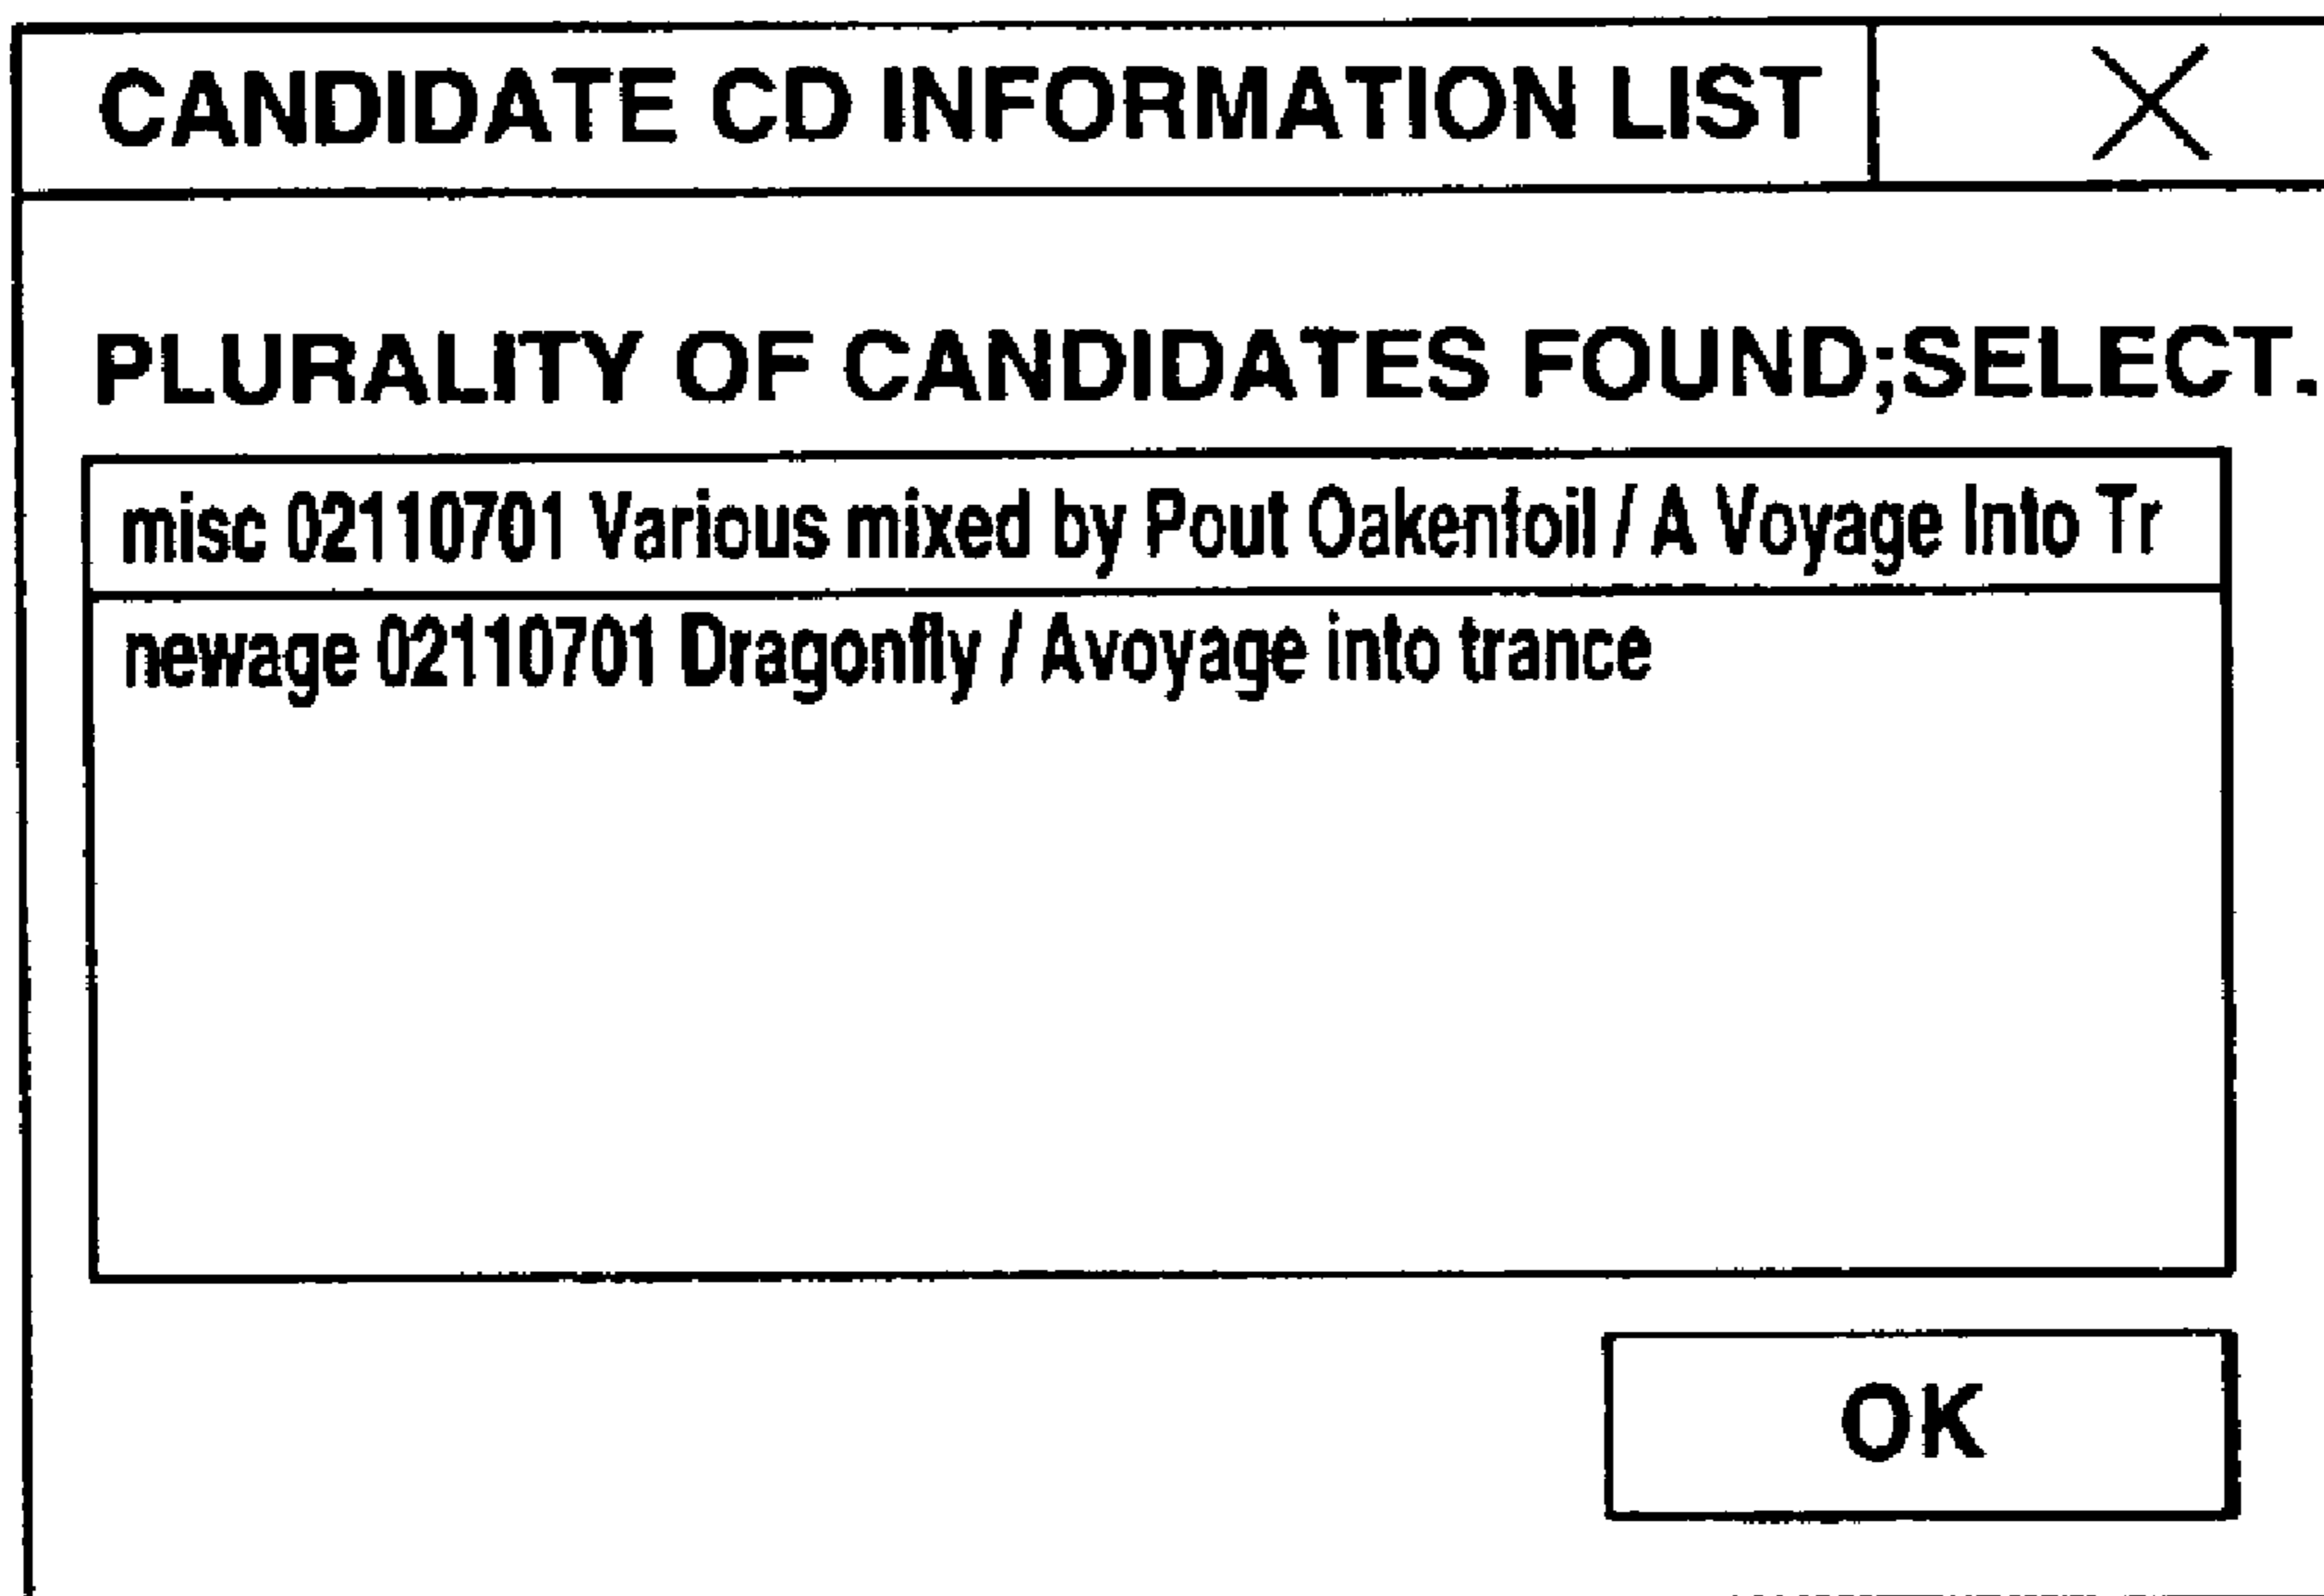 CANDIDATE CD INFORMATION LIST
PLURALITY OF CANDIDATES FOUND;SELECT.
misc 02110701 Various mixed by Pout Oakenfoil / A Voyage Into Tr
newage 02110701 Dragonfly / Avoyage into trance
OK